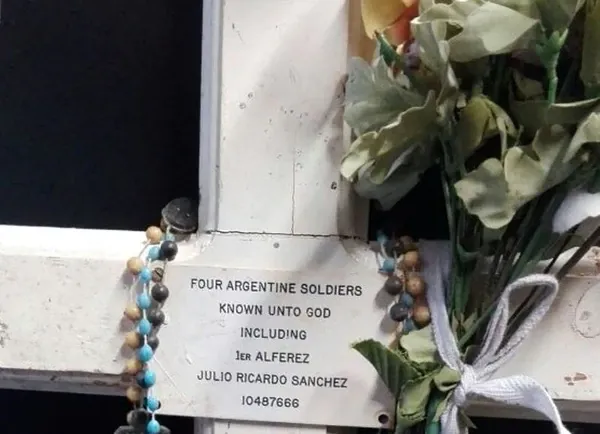 FOUR ARGENTINE SOLDIERS
KNOWN UNTO GOD
INCLUDING
1ER ALFEREZ
JULIO RICARDO SANCHEZ
10487666